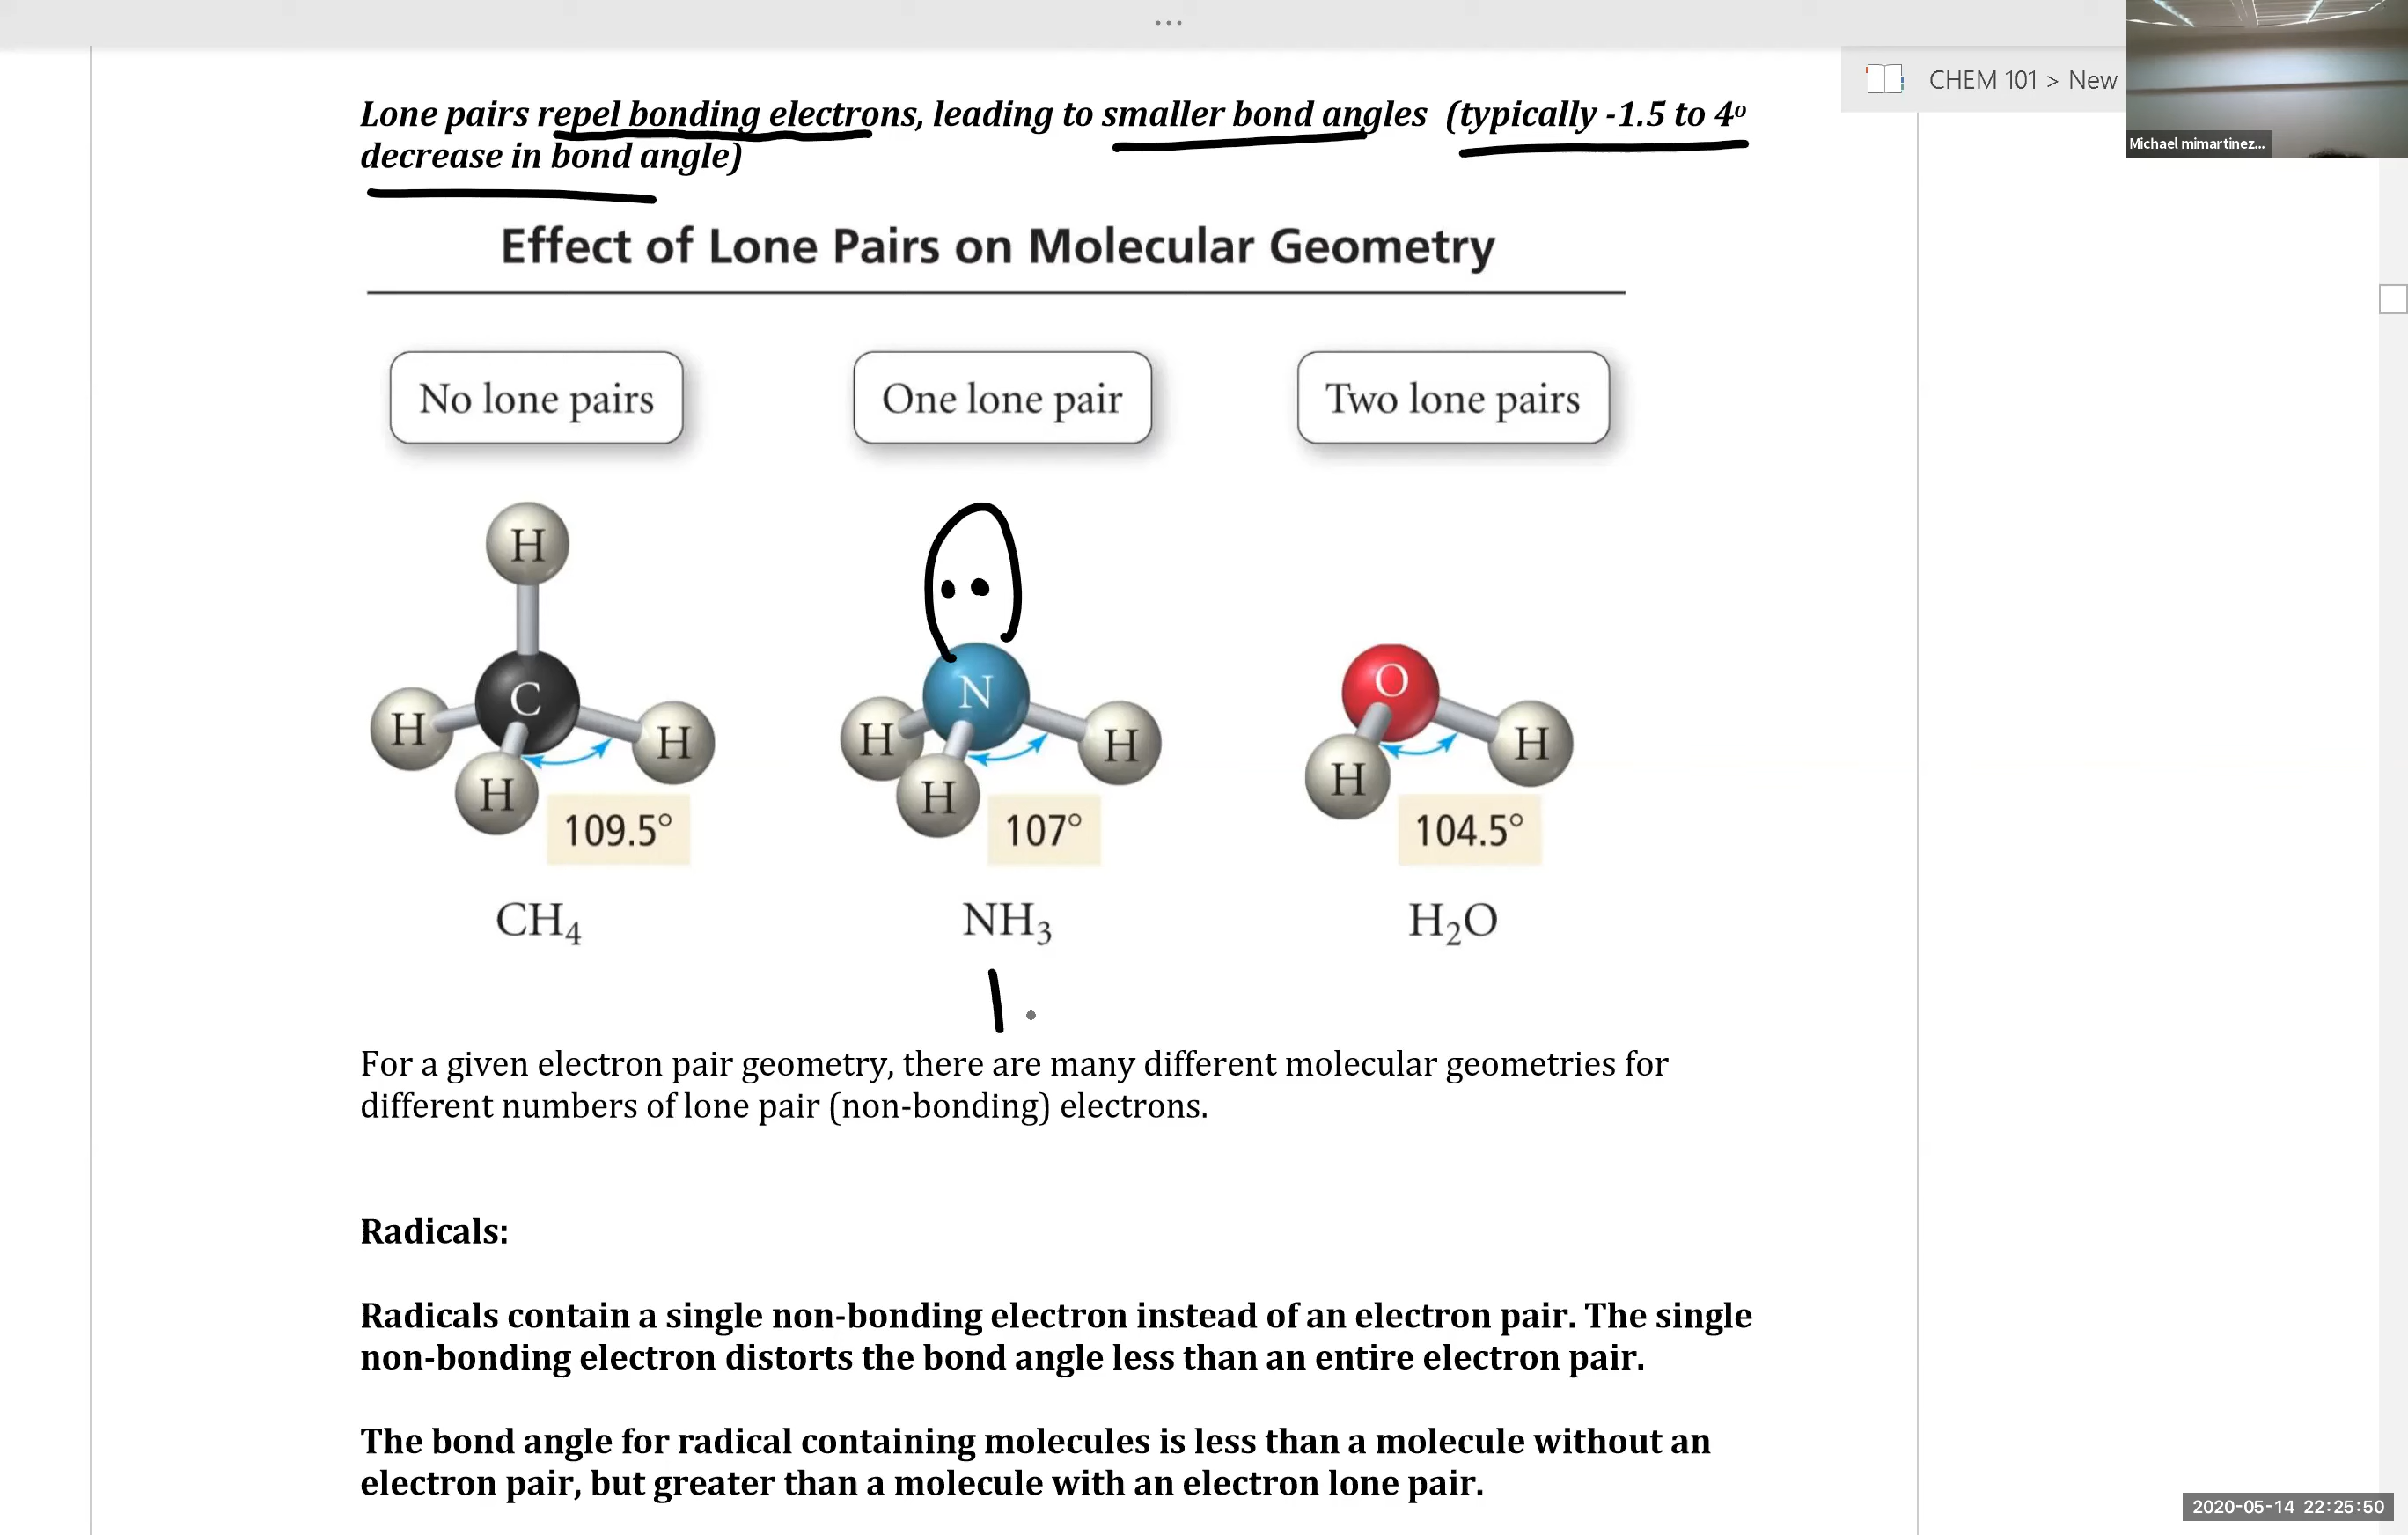 ...
CHEM 101 > New
Michael mimartinez...
Lone pairs repel bonding electrons, leading to smaller bond angles (typically -1.5 to 4º
decrease in bond angle)
Effect of Lone Pairs on Molecular Geometry
No lone pairs
One lone pair
Two lone pairs
H
C
H
H
H
109.5°
CH₄
N
H
H
H
107°
NH₃
O
H
H
104.5°
H₂O
For a given electron pair geometry, there are many different molecular geometries for
different numbers of lone pair (non-bonding) electrons.
Radicals:
Radicals contain a single non-bonding electron instead of an electron pair. The single
non-bonding electron distorts the bond angle less than an entire electron pair.
The bond angle for radical containing molecules is less than a molecule without an
electron pair, but greater than a molecule with an electron lone pair.
2020-05-14 22:25:50